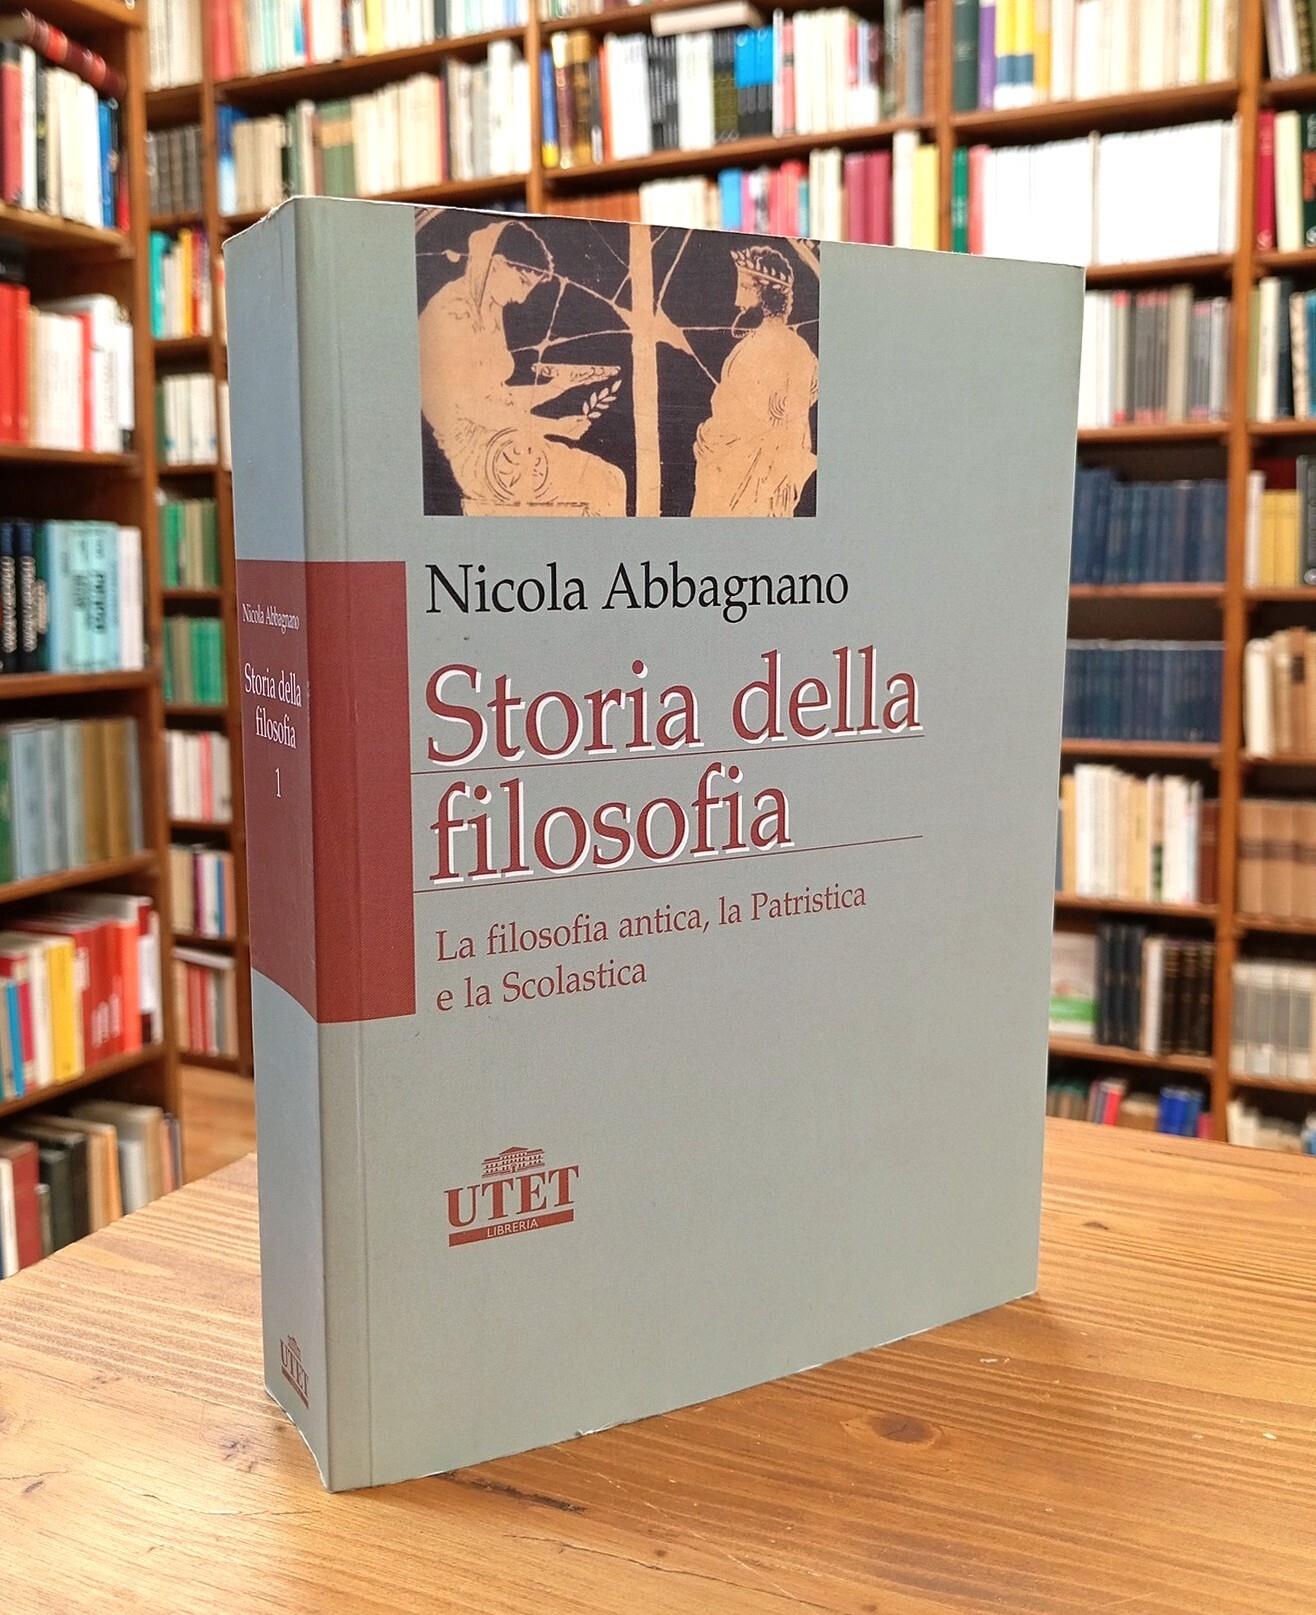 Nicola Abbagnano
Storia della
filosofia
La filosofia antica, la Patristica
e la Scolastica
UTET
LIBRERIA
Nicola Abbagnano
Storia della
filosofia
1
UTET